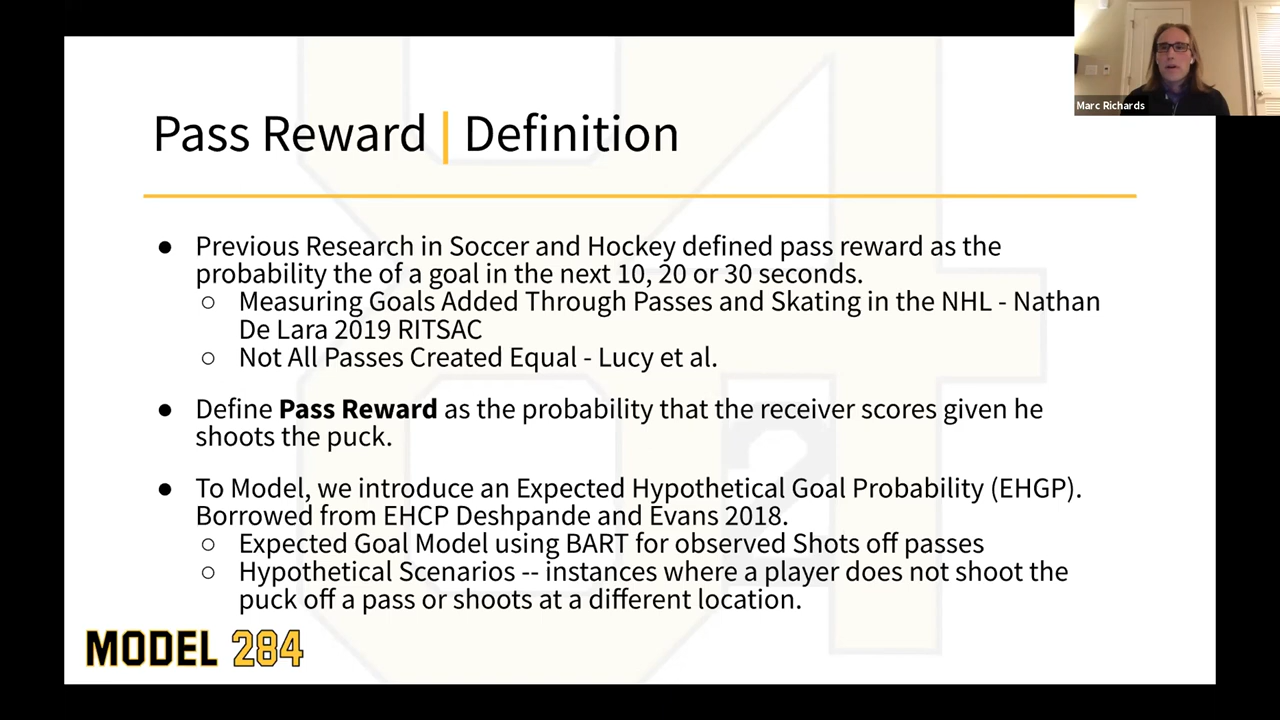 Marc Richards
Pass Reward | Definition
● Previous Research in Soccer and Hockey defined pass reward as the
probability the of a goal in the next 10, 20 or 30 seconds.
○ Measuring Goals Added Through Passes and Skating in the NHL - Nathan
De Lara 2019 RITSAC
○ Not All Passes Created Equal - Lucy et al.
● Define Pass Reward as the probability that the receiver scores given he
shoots the puck.
● To Model, we introduce an Expected Hypothetical Goal Probability (EHGP).
Borrowed from EHCP Deshpande and Evans 2018.
○ Expected Goal Model using BART for observed Shots off passes
○ Hypothetical Scenarios -- instances where a player does not shoot the
puck off a pass or shoots at a different location.
MODEL 284